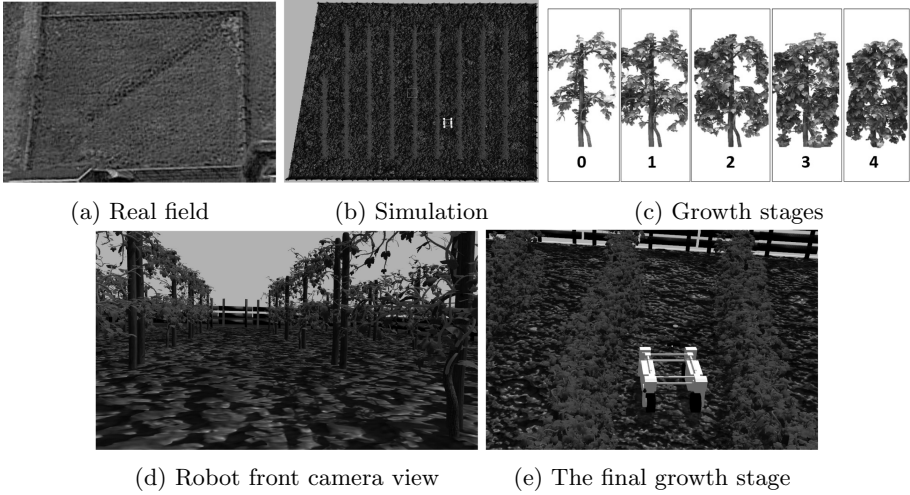 0 1 2 3 4
(a) Real field (b) Simulation (c) Growth stages
(d) Robot front camera view (e) The final growth stage